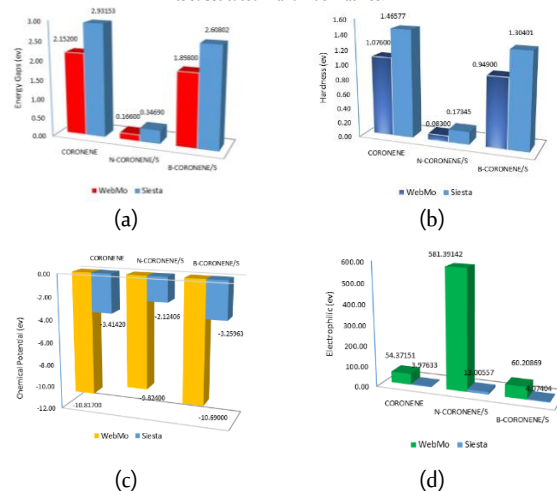 2.93153
2.15200
0.16600
0.34690
1.89800
2.60802
3.00
2.50
2.00
1.50
1.00
0.50
0.00
Energy Gaps (ev)
CORONENE
N-CORONENE/S
B-CORONENE/S
WebMo Siesta
(a)
1.60
1.40
1.20
1.00
0.80
0.60
0.40
0.20
0.00
Hardness (ev)
1.07600
1.46577
0.08300
0.17345
0.94900
1.30401
CORONENE
N-CORONENE/S
B-CORONENE/S
WebMo Siesta
(b)
0.00
-2.00
-4.00
-6.00
-8.00
-10.00
-12.00
Chemical Potential (ev)
CORONENE
N-CORONENE/S
B-CORONENE/S
-3.41420
-2.12406
-3.25963
-10.81700
-9.82400
-10.69000
WebMo Siesta
(c)
600.00
500.00
400.00
300.00
200.00
100.00
0.00
Electrophilic (ev)
581.39142
54.37151
3.97633
13.00557
60.20869
4.07404
CORONENE
N-CORONENE/S
B-CORONENE/S
WebMo Siesta
(d)